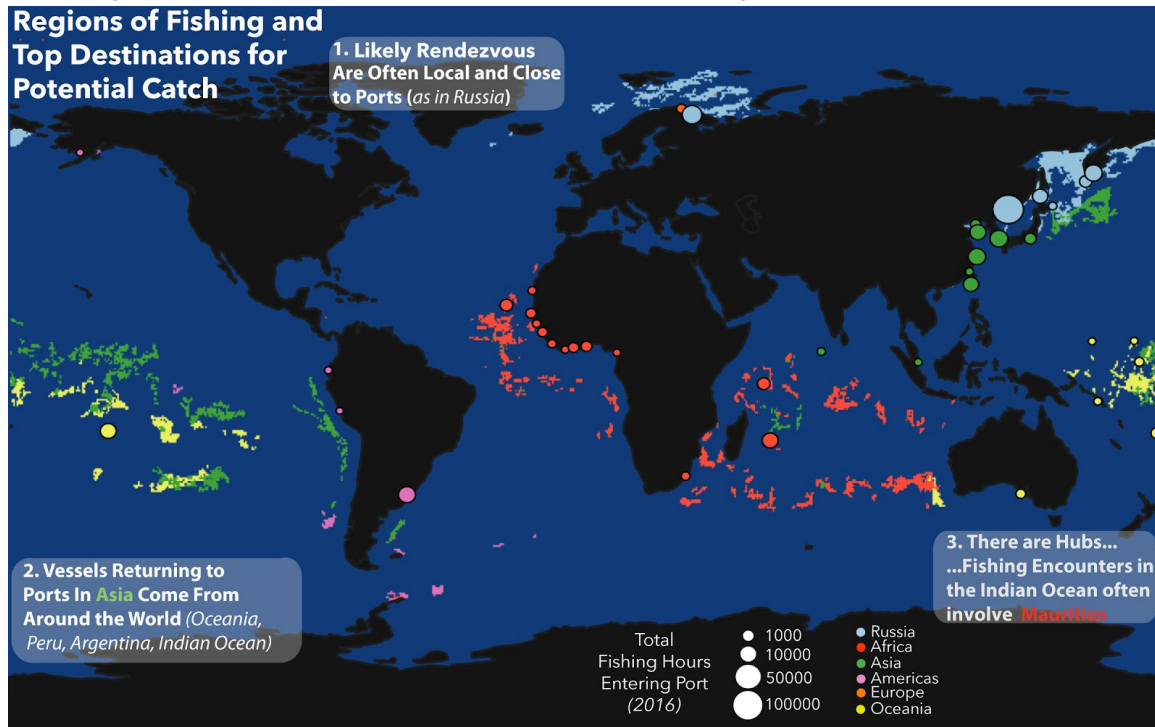 Regions of Fishing and
Top Destinations for
Potential Catch
1. Likely Rendezvous
Are Often Local and Close
to Ports (as in Russia)
2. Vessels Returning to
Ports In Asia Come From
Around the World (Oceania,
Peru, Argentina, Indian Ocean)
3. There are Hubs...
...Fishing Encounters in
the Indian Ocean often
involve Mauritius
Total
Fishing Hours
Entering Port
(2016)
1000
10000
50000
100000
Russia
Africa
Asia
Americas
Europe
Oceania